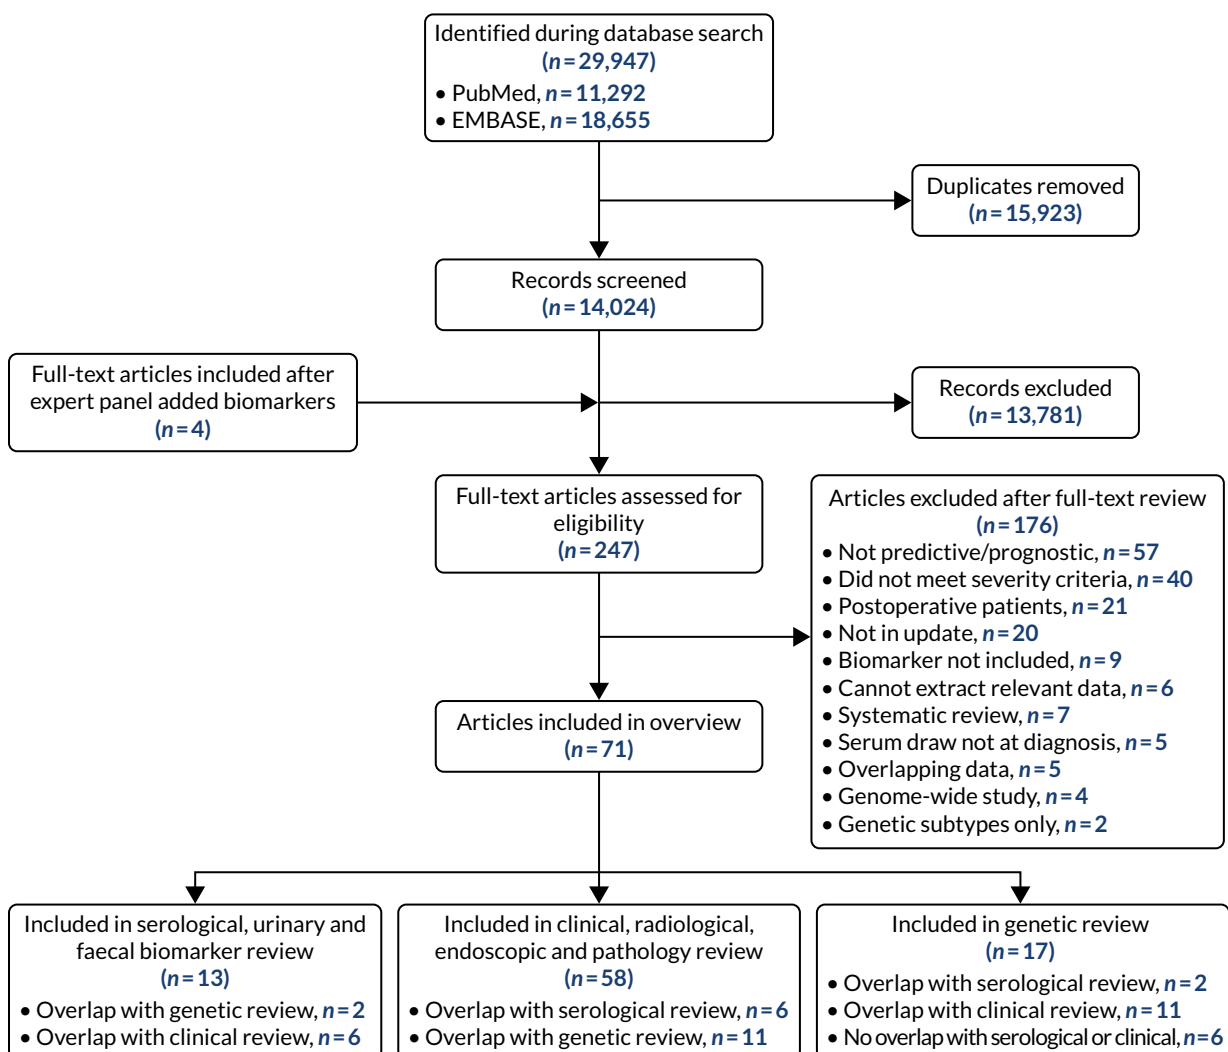 Identified during database search
(n=29,947)
• PubMed, n=11,292
• EMBASE, n=18,655
Duplicates removed
(n=15,923)
Records screened
(n=14,024)
Full-text articles included after
expert panel added biomarkers
(n=4)
Records excluded
(n=13,781)
Full-text articles assessed for
eligibility
(n=247)
Articles excluded after full-text review
(n=176)
• Not predictive/prognostic, n=57
• Did not meet severity criteria, n=40
• Postoperative patients, n=21
• Not in update, n=20
• Biomarker not included, n=9
• Cannot extract relevant data, n=6
• Systematic review, n=7
• Serum draw not at diagnosis, n=5
• Overlapping data, n=5
• Genome-wide study, n=4
• Genetic subtypes only, n=2
Articles included in overview
(n=71)
Included in serological, urinary and
faecal biomarker review
(n=13)
• Overlap with genetic review, n=2
• Overlap with clinical review, n=6
Included in clinical, radiological,
endoscopic and pathology review
(n=58)
• Overlap with serological review, n=6
• Overlap with genetic review, n=11
Included in genetic review
(n=17)
• Overlap with serological review, n=2
• Overlap with clinical review, n=11
• No overlap with serological or clinical, n=6